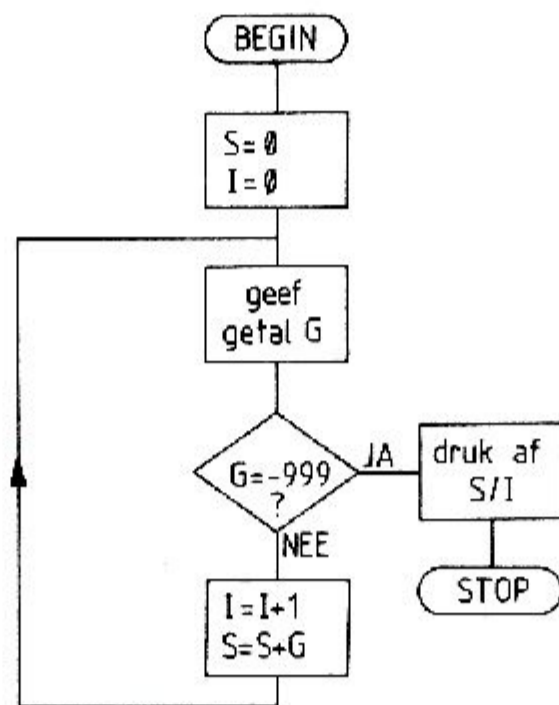 BEGIN
S=0
I=0
geef
getal G
G=-999
?
JA
druk af
S/I
STOP
NEE
I=I+1
S=S+G